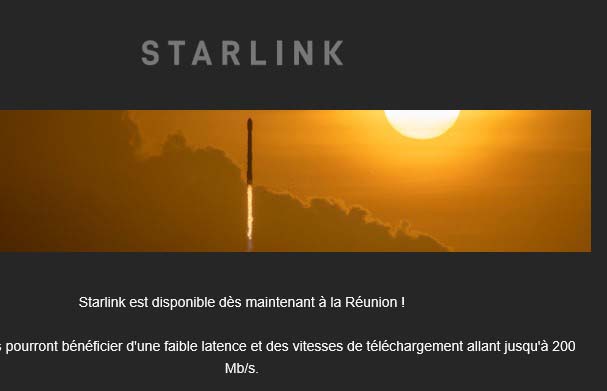 STARLINK
Starlink est disponible dès maintenant à la Réunion !
pourront bénéficier d'une faible latence et des vitesses de téléchargement allant jusqu'à 200
Mb/s.